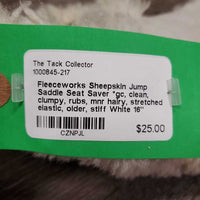 The Tack Collector
1000845-217
Fleeceworks Sheepskin Jump
Saddle Seat Saver *gc, clean,
clumpy, rubs, mnr hairy, stretched
elastic, older, stiff White 16"
$25.00
CZNPJL